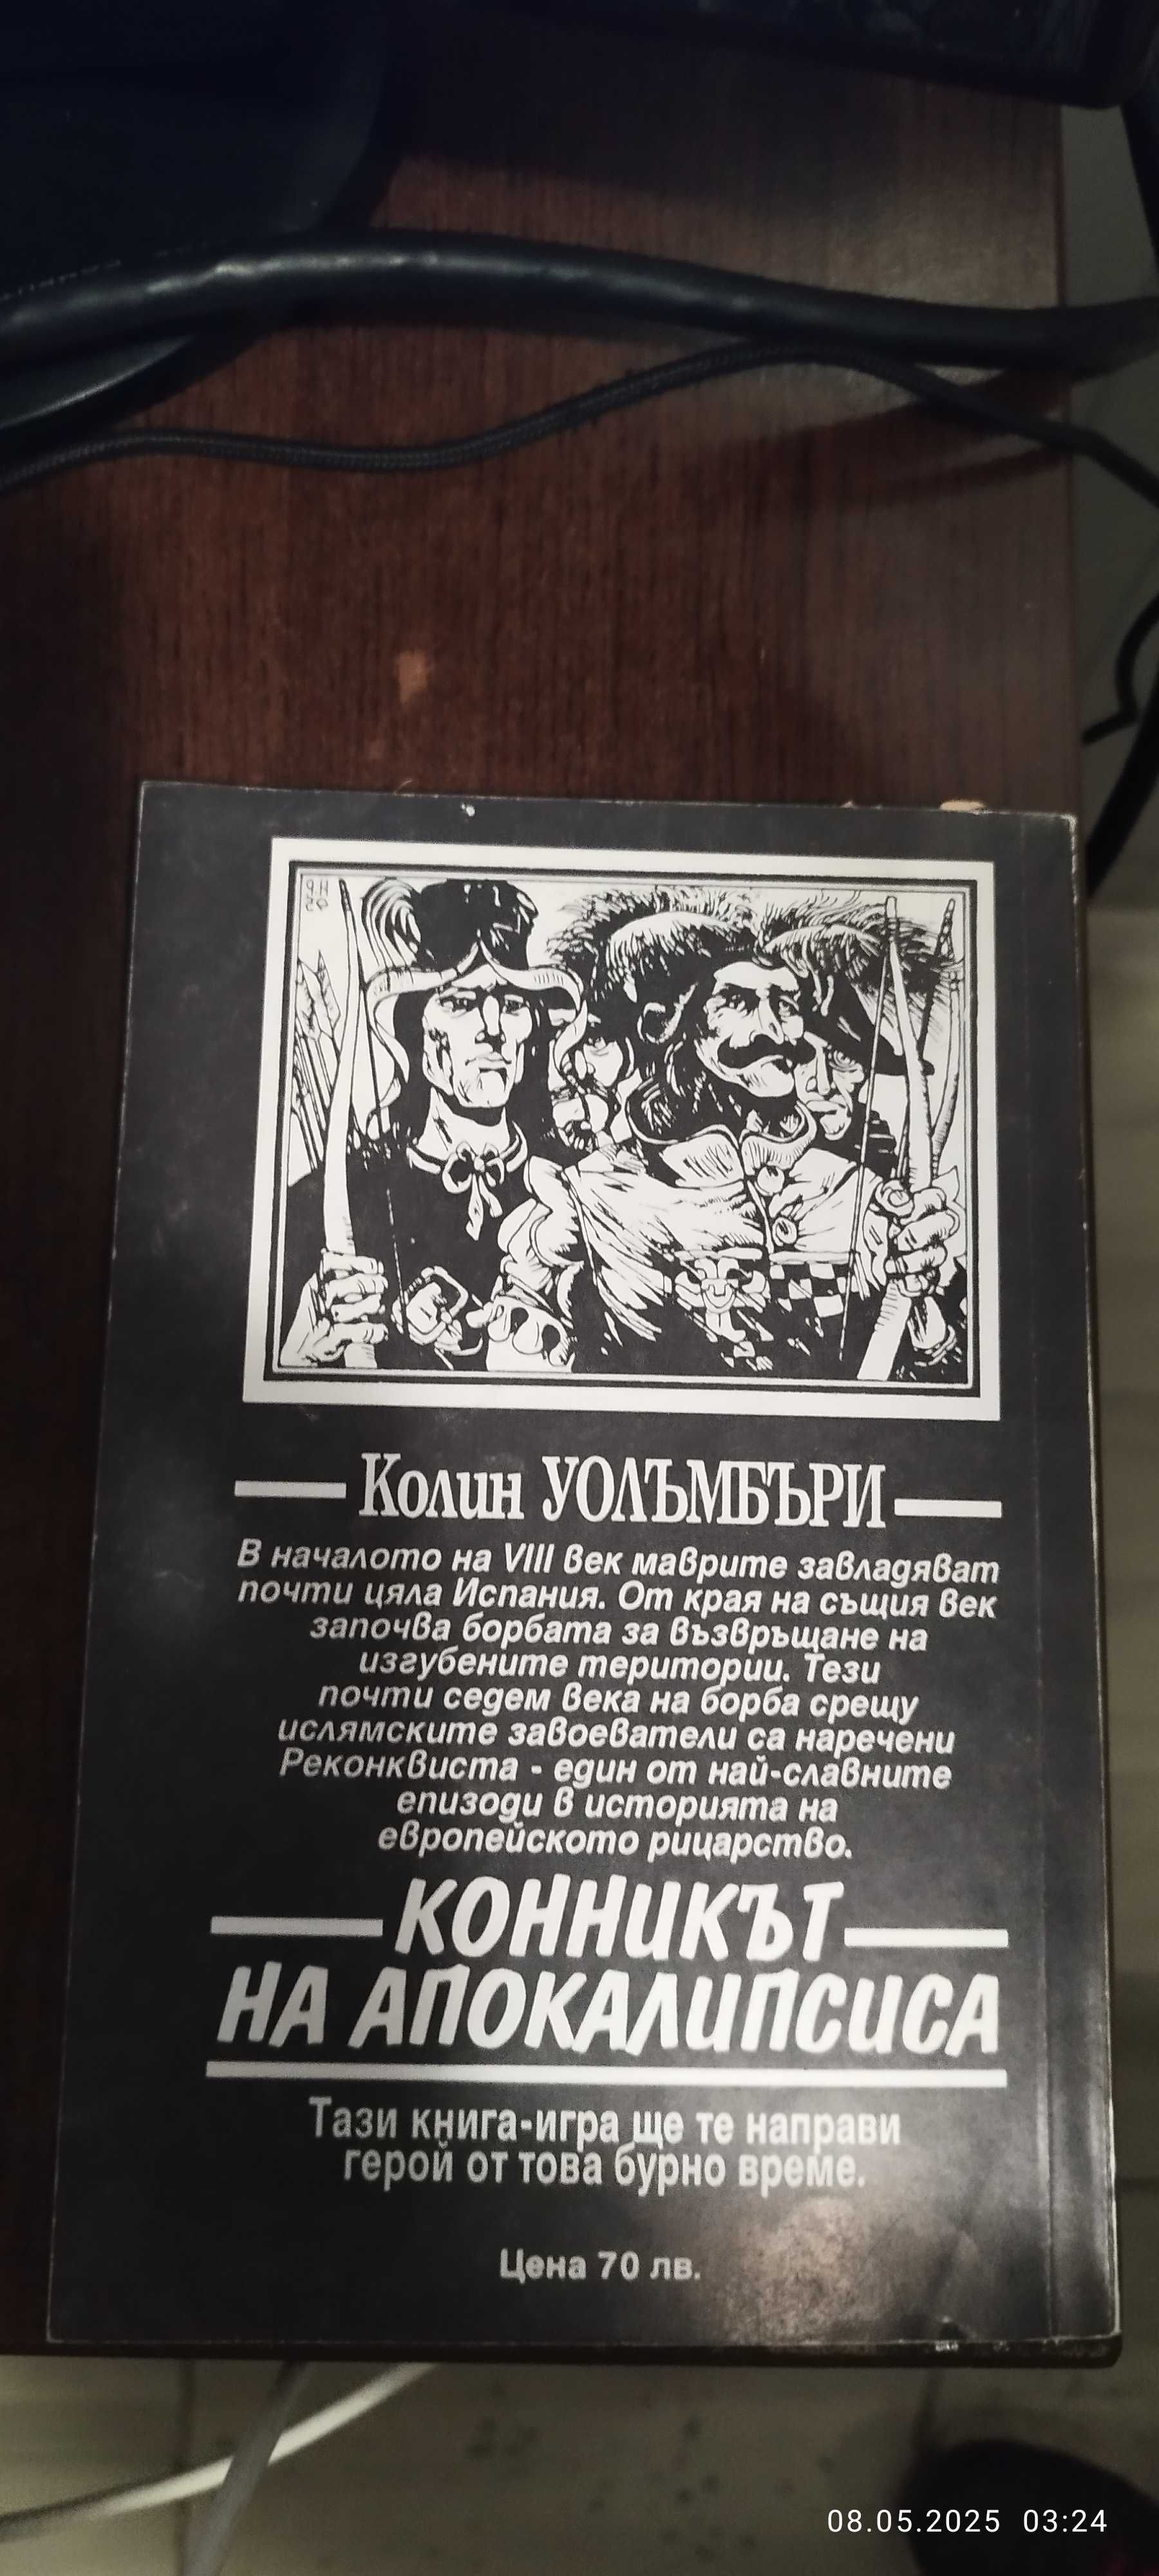 Колин УОЛЪМБЪРИ
В началото на VIII век маврите завладяват
почти цяла Испания. От края на същия век
започва борбата за възвръщане на
изгубените територии. Тези
почти седем века на борба срещу
ислямските завоеватели са наречени
Реконквиста - един от най-славните
епизоди в историята на
европейското рицарство.
КОННИКЪТ
НА АПОКАЛИПСИСА
Тази книга-игра ще те направи
герой от това бурно време.
Цена 70 лв.
08.05.2025 03:24